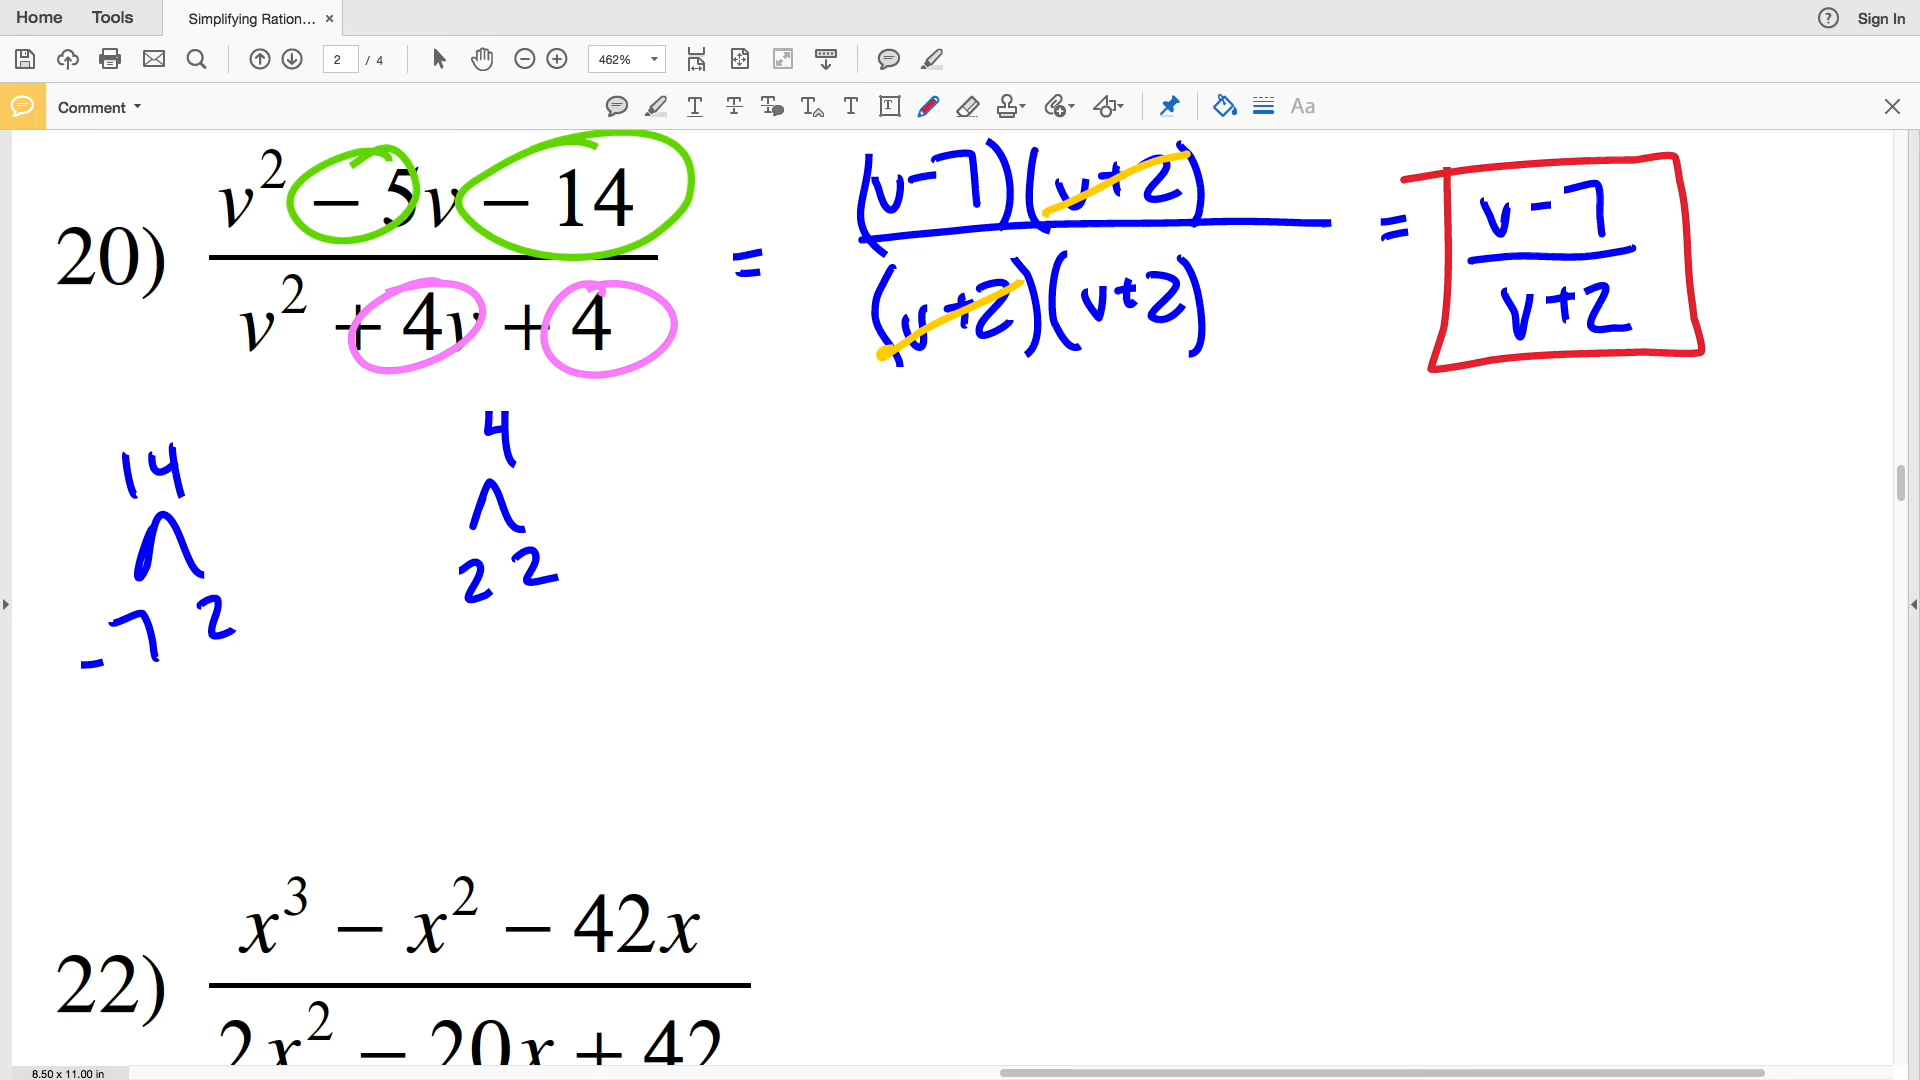 Home Tools Simplifying Ration... × ? Sign In
2 / 4 462%
Comment T T T T T T Aa
20) v² − 5v − 14 / v² + 4v + 4 = (v−7)(v+2) / (v+2)(v+2) = v−7 / v+2
14 4
-7 2 2 2
22) x³ − x² − 42x / 2x² − 20x + 42
8.50 x 11.00 in